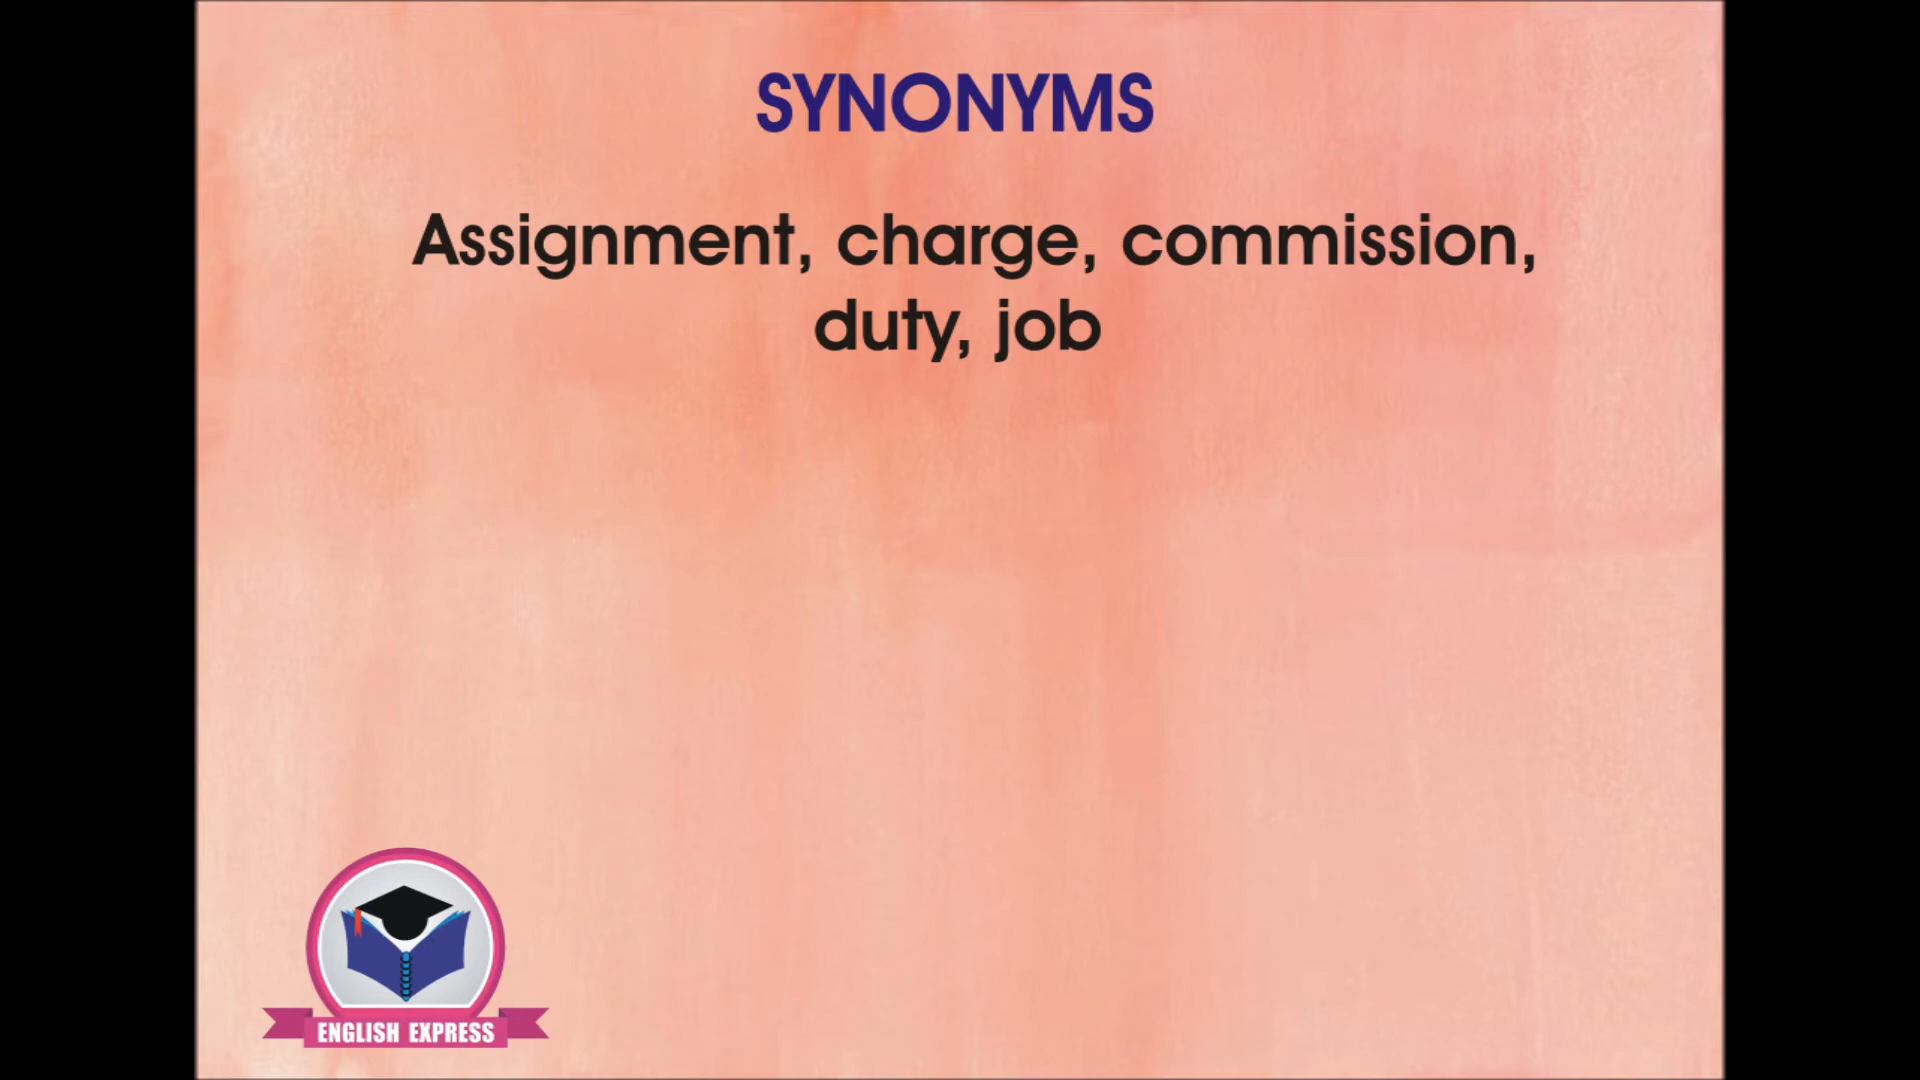 SYNONYMS
Assignment, charge, commission,
duty, job
ENGLISH EXPRESS